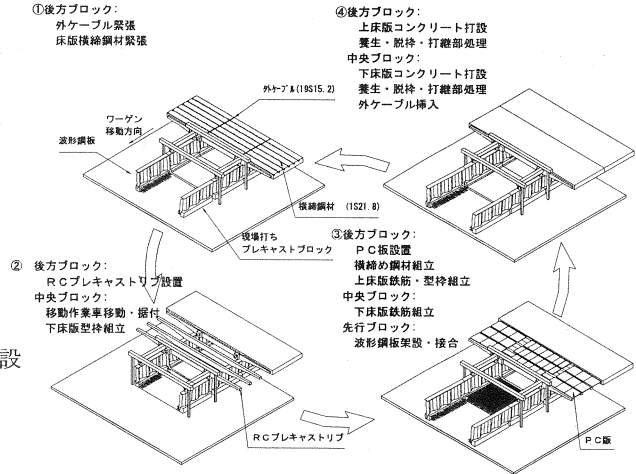 ①後方ブロック：
外ケーブル緊張
床版横締鋼材緊張
④後方ブロック：
上床版コンクリート打設
養生・脱枠・打継部処理
中央ブロック：
下床版コンクリート打設
養生・脱枠・打継部処理
外ケーブル挿入
外ケーブル(19S15.2)
ワーゲン
移動方向
波形鋼板
横締鋼材　(1S21.8)
現場打ち
プレキャストブロック
②　後方ブロック：
ＲＣプレキャストリブ設置
中央ブロック：
移動作業車移動・据付
下床版型枠組立
③後方ブロック：
ＰＣ板設置
横締め鋼材組立
上床版鉄筋・型枠組立
中央ブロック：
下床版鉄筋組立
先行ブロック：
波形鋼板架設・接合
設
ＲＣプレキャストリブ
ＰＣ版